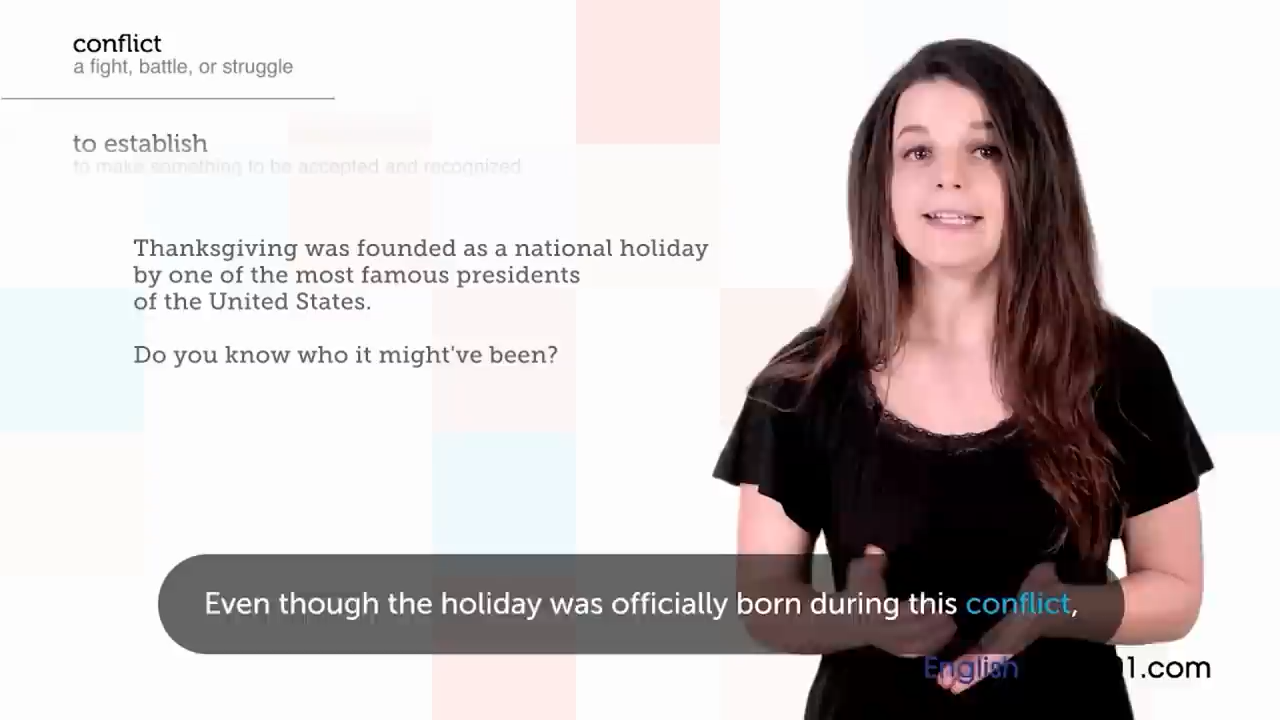 conflict
a fight, battle, or struggle
to establish
to make something to be accepted and recognized
Thanksgiving was founded as a national holiday
by one of the most famous presidents
of the United States.
Do you know who it might've been?
Even though the holiday was officially born during this conflict,
English 1.com